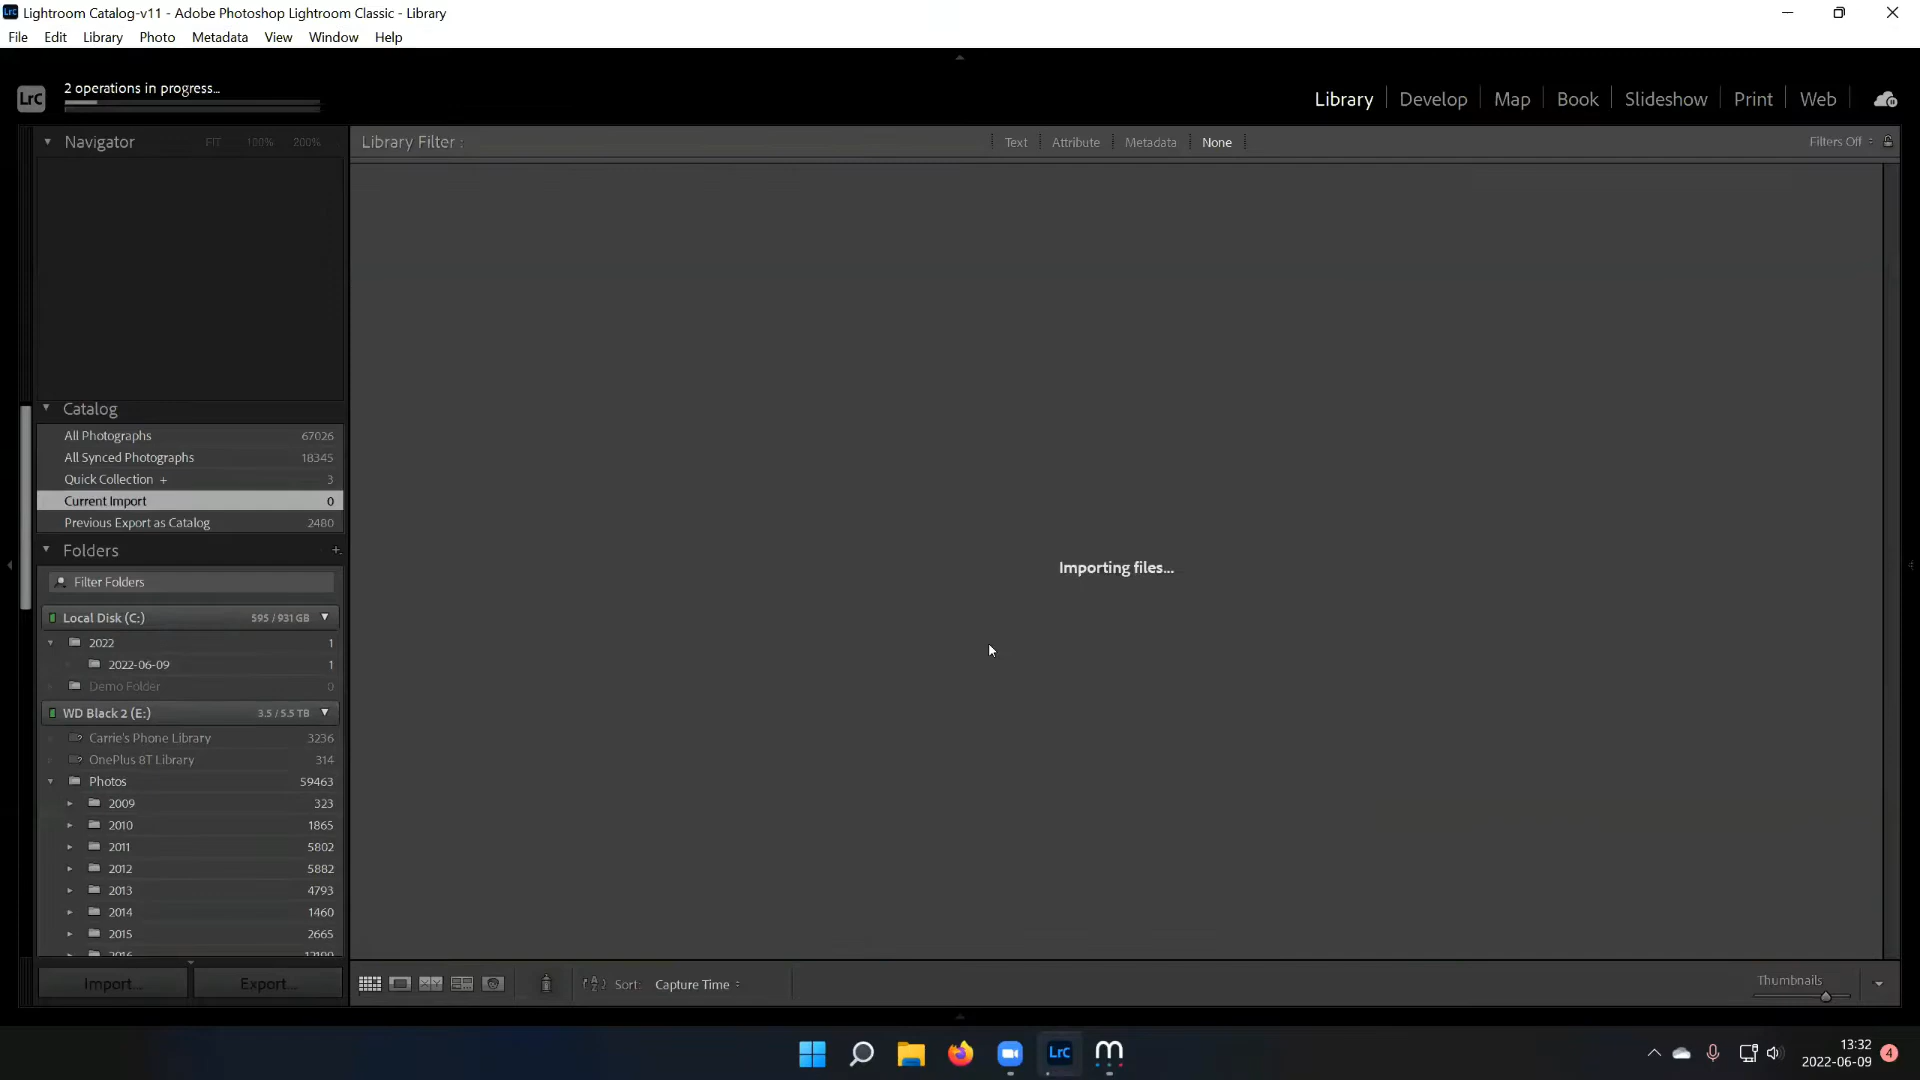 Lightroom Catalog-v11 - Adobe Photoshop Lightroom Classic - Library
File Edit Library Photo Metadata View Window Help
LrC
2 operations in progress...
Library Develop Map Book Slideshow Print Web
Navigator FIT 100% 200%
Library Filter : Text Attribute Metadata None Filters Off
Catalog
All Photographs 67026
All Synced Photographs 18345
Quick Collection + 3
Current Import 0
Previous Export as Catalog 2480
Folders +
Filter Folders
Local Disk (C:) 595 / 931 GB
2022 1
2022-06-09 1
Demo Folder 0
WD Black 2 (E:) 3.5 / 5.5 TB
Carrie's Phone Library 3236
OnePlus 8T Library 314
Photos 59463
2009 323
2010 1865
2011 5802
2012 5882
2013 4793
2014 1460
2015 2665
Importing files...
Import... Export...
Sort: Capture Time
Thumbnails
LrC
13:32
2022-06-09 4